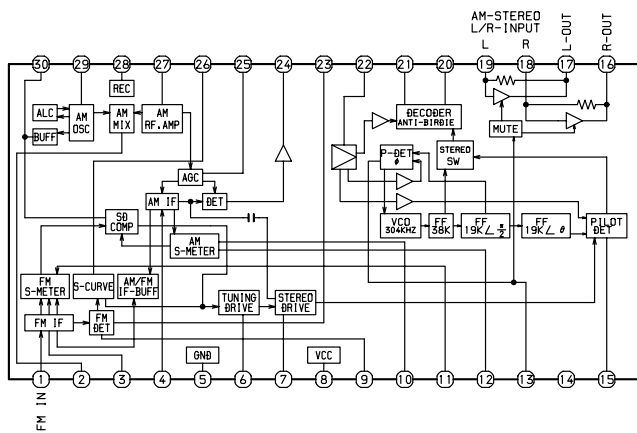 AM-STEREO
L/R-INPUT
L R
L-OUT
R-OUT
30 29 28 27 26 25 24 23 22 21 20 19 18 17 16
REC
ALC
BUFF
AM
OSC
AM
MIX
AM
RF.AMP
DECODER
ANTI-BIRDIE
MUTE
P-DET
φ
STEREO
SW
AGC
AM IF
DET
SD
COMP
AM
S-METER
VCO
304KHZ
FF
38K
FF
19K∠π/2
FF
19K∠θ
PILOT
DET
FM
S-METER
S-CURVE
AM/FM
IF-BUFF
TUNING
DRIVE
STEREO
DRIVE
FM IF
FM
DET
GND
VCC
1 2 3 4 5 6 7 8 9 10 11 12 13 14 15
FM IN